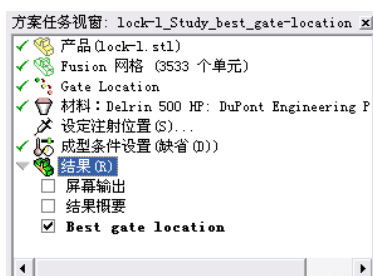 方案任务视窗: lock-l_Study_best_gate-location
产品(lock-l.stl)
Fusion 网格 (3533 个单元)
Gate Location
材料：Delrin 500 HP: DuPont Engineering P
设定注射位置(S)...
成型条件设置(缺省(D))
结果(R)
屏幕输出
结果概要
Best gate location